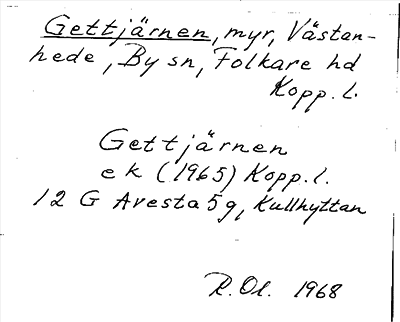 Gettjärnen, myr, Västan-
hede, By sn, Folkare hd
Kopp. l.
Gettjärnen
ek (1965) Kopp. l.
12 G Avesta 5 g, Kullhyttan
R. Ol. 1968